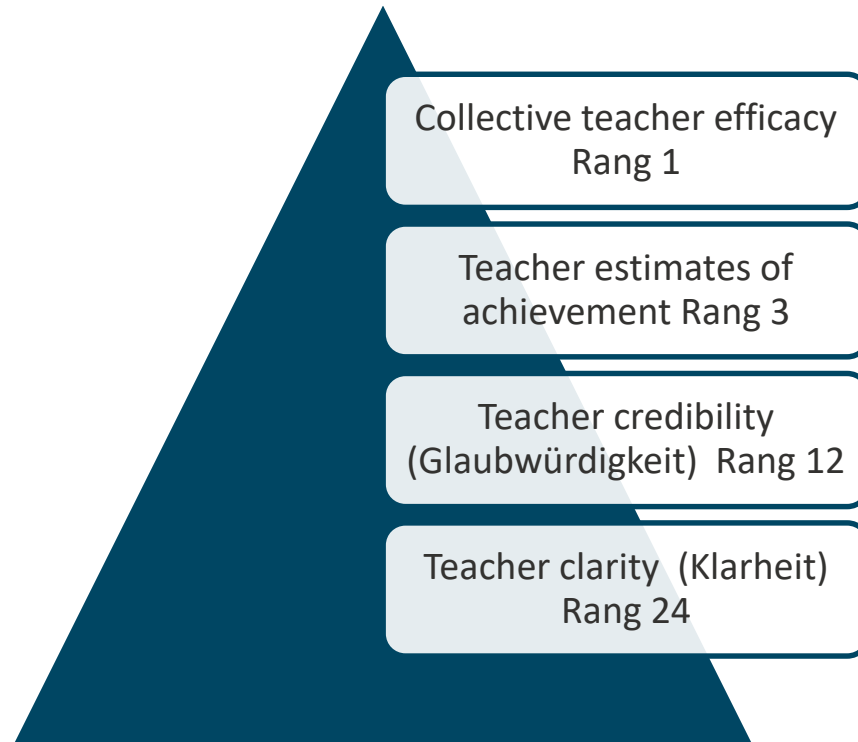 Collective teacher efficacy
Rang 1
Teacher estimates of
achievement Rang 3
Teacher credibility
(Glaubwürdigkeit)  Rang 12
Teacher clarity  (Klarheit)
Rang 24